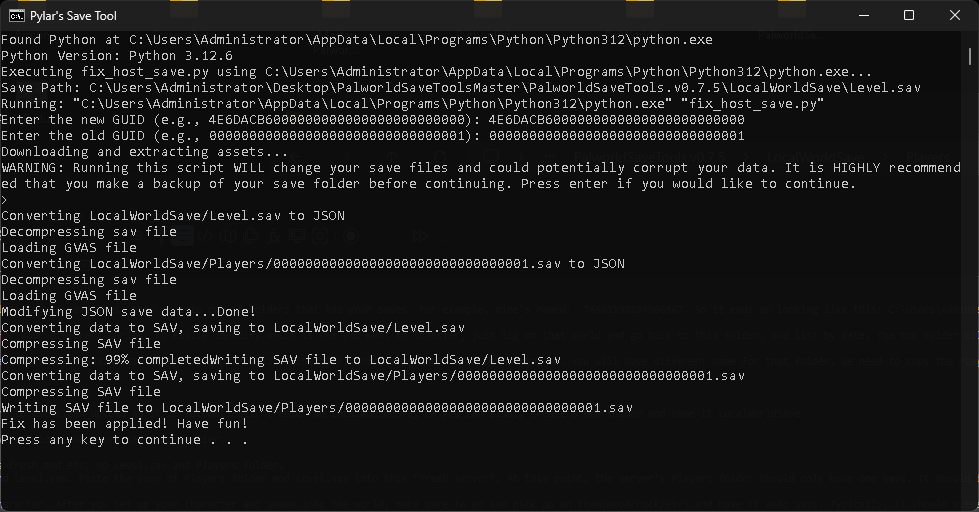 Pylar's Save Tool
Found Python at C:\Users\Administrator\AppData\Local\Programs\Python\Python312\python.exe
Python Version: Python 3.12.6
Executing fix_host_save.py using C:\Users\Administrator\AppData\Local\Programs\Python\Python312\python.exe...
Save Path: C:\Users\Administrator\Desktop\PalworldSaveToolsMaster\PalworldSaveTools.v0.7.5\LocalWorldSave\Level.sav
Running: "C:\Users\Administrator\AppData\Local\Programs\Python\Python312\python.exe" "fix_host_save.py"
Enter the new GUID (e.g., 4E6DACB6000000000000000000000000): 4E6DACB6000000000000000000000000
Enter the old GUID (e.g., 00000000000000000000000000000001): 00000000000000000000000000000001
Downloading and extracting assets...
WARNING: Running this script WILL change your save files and could potentially corrupt your data. It is HIGHLY recommend
ed that you make a backup of your save folder before continuing. Press enter if you would like to continue.
>
Converting LocalWorldSave/Level.sav to JSON
Decompressing sav file
Loading GVAS file
Converting LocalWorldSave/Players/00000000000000000000000000000001.sav to JSON
Decompressing sav file
Loading GVAS file
Modifying JSON save data...Done!
Converting data to SAV, saving to LocalWorldSave/Level.sav
Compressing SAV file
Compressing: 99% completedWriting SAV file to LocalWorldSave/Level.sav
Converting data to SAV, saving to LocalWorldSave/Players/00000000000000000000000000000001.sav
Compressing SAV file
Writing SAV file to LocalWorldSave/Players/00000000000000000000000000000001.sav
Fix has been applied! Have fun!
Press any key to continue . . .